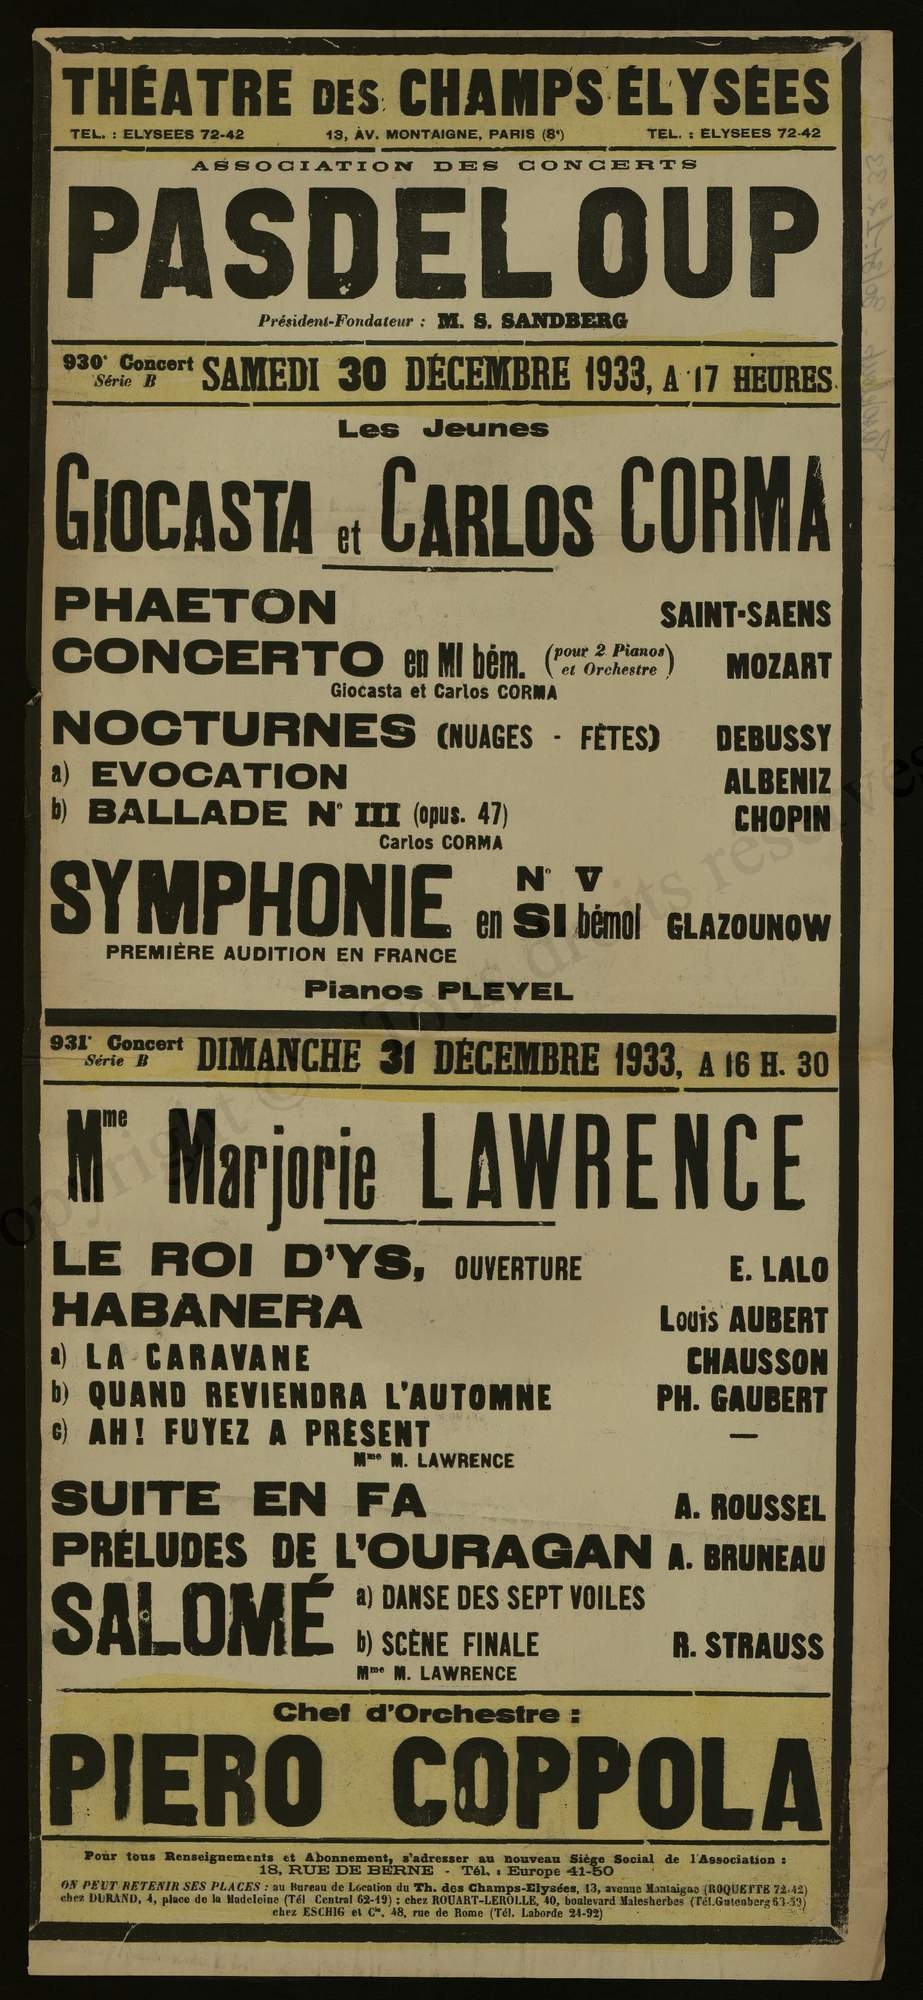 THÉATRE DES CHAMPS ÉLYSÉES
TEL. : ELYSEES 72-42 13, AV. MONTAIGNE, PARIS (8e) TEL. : ELYSEES 72-42
ASSOCIATION DES CONCERTS
PASDELOUP
Président-Fondateur : M. S. SANDBERG
930e Concert
Série B
SAMEDI 30 DÉCEMBRE 1933, A 17 HEURES
Les Jeunes
GIOCASTA et CARLOS CORMA
PHAETON SAINT-SAENS
CONCERTO en MI bém. (pour 2 Pianos et Orchestre) MOZART
Giocasta et Carlos CORMA
NOCTURNES (NUAGES - FÊTES) DEBUSSY
a) EVOCATION ALBENIZ
b) BALLADE No III (opus. 47) CHOPIN
Carlos CORMA
SYMPHONIE No V en SI bémol GLAZOUNOW
PREMIÈRE AUDITION EN FRANCE
Pianos PLEYEL
931e Concert
Série B
DIMANCHE 31 DÉCEMBRE 1933, A 16 H. 30
Mme Marjorie LAWRENCE
LE ROI D'YS, OUVERTURE E. LALO
HABANERA Louis AUBERT
a) LA CARAVANE CHAUSSON
b) QUAND REVIENDRA L'AUTOMNE PH. GAUBERT
c) AH! FUYEZ A PRÉSENT —
Mme M. LAWRENCE
SUITE EN FA A. ROUSSEL
PRÉLUDES DE L'OURAGAN A. BRUNEAU
SALOMÉ a) DANSE DES SEPT VOILES
b) SCÈNE FINALE R. STRAUSS
Mme M. LAWRENCE
Chef d'Orchestre :
PIERO COPPOLA
Pour tous Renseignements et Abonnement, s'adresser au nouveau Siège Social de l'Association :
18, RUE DE BERNE - Tél. : Europe 41-50
ON PEUT RETENIR SES PLACES : au Bureau de Location du Th. des Champs-Elysées, 13, avenue Montaigne (ROQUETTE 72-42)
chez DURAND, 4, place de la Madeleine (Tél Central 62-19) ; chez ROUART-LEROLLE, 40, boulevard Malesherbes (Tél. Gutenberg
chez ESCHIG et Cie, 48, rue de Rome (Tél. Laborde 24-92)
Copyright © Tous droits réservés